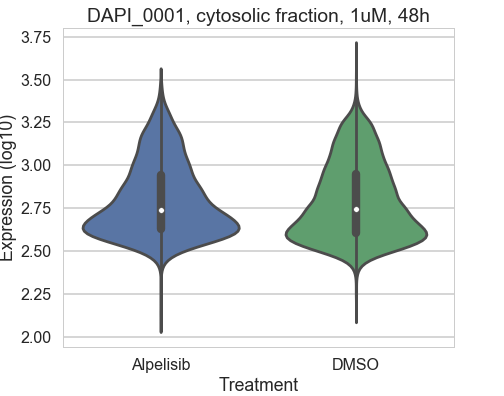 DAPI_0001, cytosolic fraction, 1uM, 48h
3.75
3.50
3.25
3.00
2.75
2.50
2.25
2.00
Expression (log10)
Alpelisib DMSO
Treatment